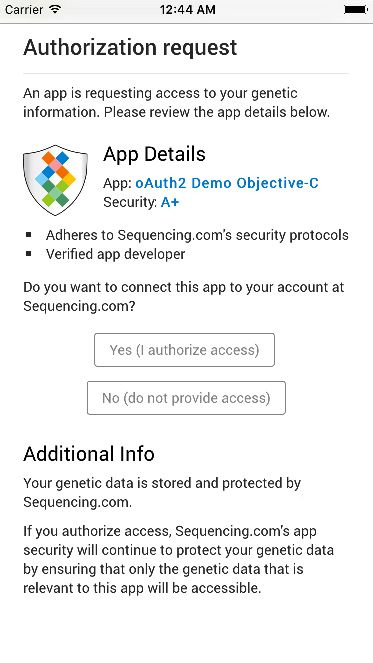 Carrier 12:44 AM
Authorization request
An app is requesting access to your genetic
information. Please review the app details below.
App Details
App: oAuth2 Demo Objective-C
Security: A+
Adheres to Sequencing.com's security protocols
Verified app developer
Do you want to connect this app to your account at
Sequencing.com?
Yes (I authorize access)
No (do not provide access)
Additional Info
Your genetic data is stored and protected by
Sequencing.com.
If you authorize access, Sequencing.com's app
security will continue to protect your genetic data
by ensuring that only the genetic data that is
relevant to this app will be accessible.